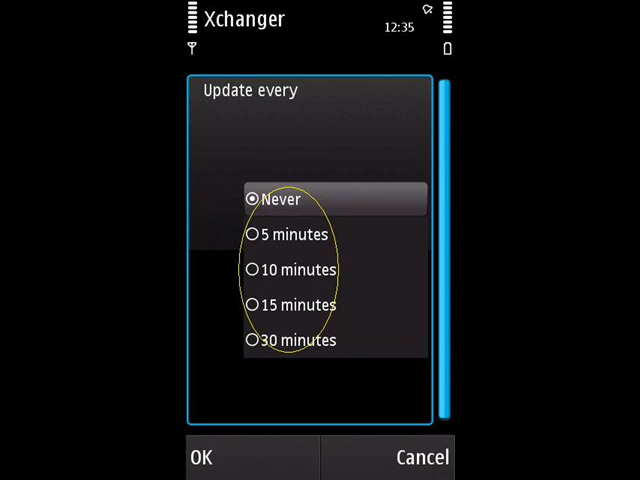 Xchanger
12:35
Update every
Never
5 minutes
10 minutes
15 minutes
30 minutes
OK
Cancel